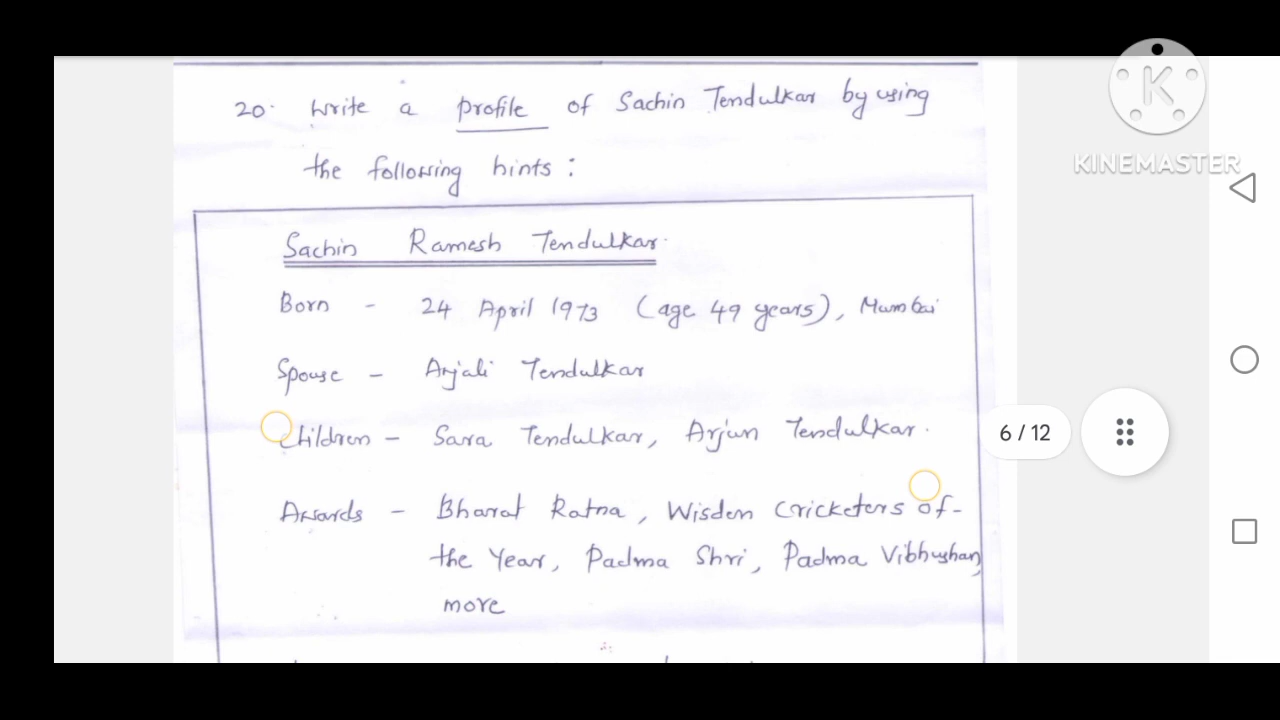 20. Write a profile of Sachin Tendulkar by using
the following hints :
Sachin Ramesh Tendulkar.
Born - 24 April 1973 (age 49 years), Mumbai
Spouse - Anjali Tendulkar
Children - Sara Tendulkar, Arjun Tendulkar.
Awards - Bharat Ratna, Wisden Cricketers of-
the Year, Padma Shri, Padma Vibhushan,
more
K
KINEMASTER
6 / 12